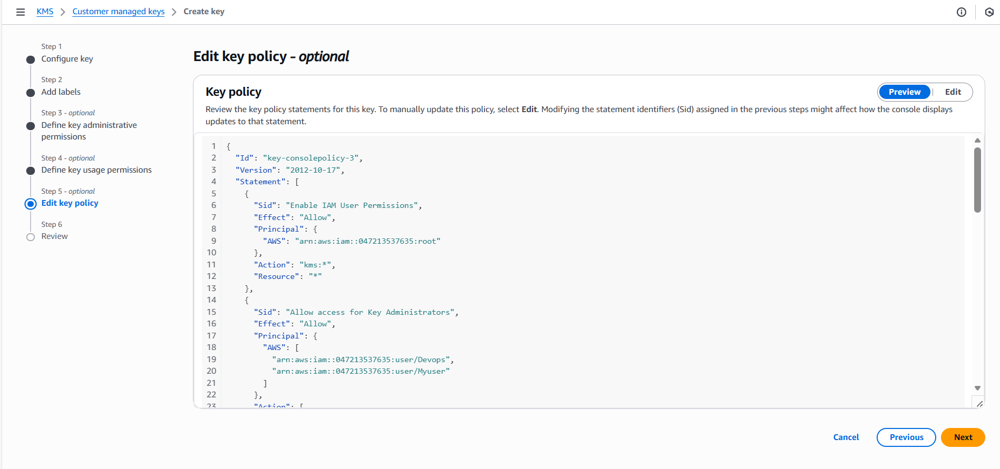 KMS > Customer managed keys > Create key
Step 1
Configure key
Step 2
Add labels
Step 3 - optional
Define key administrative
permissions
Step 4 - optional
Define key usage permissions
Step 5 - optional
Edit key policy
Step 6
Review
Edit key policy - optional
Key policy
Preview | Edit
Review the key policy statements for this key. To manually update this policy, select Edit. Modifying the statement identifiers (Sid) assigned in the previous steps might affect how the console displays
updates to that statement.
1 {
2 "Id": "key-consolepolicy-3",
3 "Version": "2012-10-17",
4 "Statement": [
5 {
6 "Sid": "Enable IAM User Permissions",
7 "Effect": "Allow",
8 "Principal": {
9 "AWS": "arn:aws:iam::047213537635:root"
10 },
11 "Action": "kms:*",
12 "Resource": "*"
13 },
14 {
15 "Sid": "Allow access for Key Administrators",
16 "Effect": "Allow",
17 "Principal": {
18 "AWS": [
19 "arn:aws:iam::047213537635:user/Devops",
20 "arn:aws:iam::047213537635:user/Myuser"
21 ]
22 },
23 "Action": [
Cancel
Previous
Next